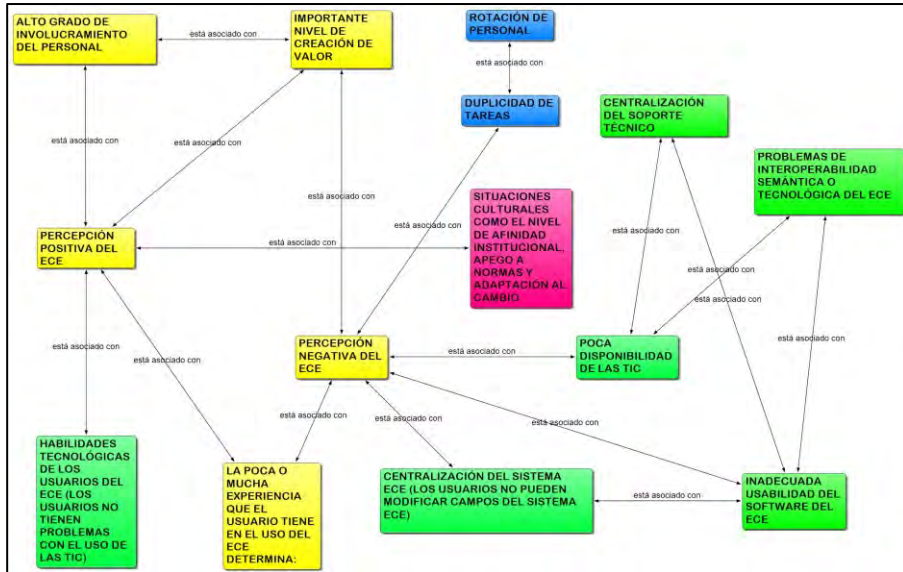 ALTO GRADO DE
INVOLUCRAMIENTO
DEL PERSONAL
está asociado con
IMPORTANTE
NIVEL DE
CREACIÓN DE
VALOR
ROTACIÓN DE
PERSONAL
está asociado con
DUPLICIDAD DE
TAREAS
CENTRALIZACIÓN
DEL SOPORTE
TÉCNICO
PROBLEMAS DE
INTEROPERABILIDAD
SEMÁNTICA O
TECNOLÓGICA DEL ECE
está asociado con
está asociado con
está asociado con
está asociado con
SITUACIONES
CULTURALES
COMO EL NIVEL
DE AFINIDAD
INSTITUCIONAL,
APEGO A
NORMAS Y
ADAPTACIÓN AL
CAMBIO
PERCEPCIÓN
POSITIVA DEL
ECE
está asociado con
está asociado con
está asociado con
está asociado con
está asociado con
está asociado con
está asociado con
PERCEPCIÓN
NEGATIVA DEL
ECE
está asociado con
POCA
DISPONIBILIDAD
DE LAS TIC
está asociado con
está asociado con
está asociado con
está asociado con
HABILIDADES
TECNOLÓGICAS
DE LOS
USUARIOS DEL
ECE (LOS
USUARIOS NO
TIENEN
PROBLEMAS
CON EL USO DE
LAS TIC)
LA POCA O
MUCHA
EXPERIENCIA
QUE EL
USUARIO TIENE
EN EL USO DEL
ECE
DETERMINA:
CENTRALIZACIÓN DEL SISTEMA
ECE (LOS USUARIOS NO PUEDEN
MODIFICAR CAMPOS DEL SISTEMA
ECE)
está asociado con
INADECUADA
USABILIDAD DEL
SOFTWARE DEL
ECE